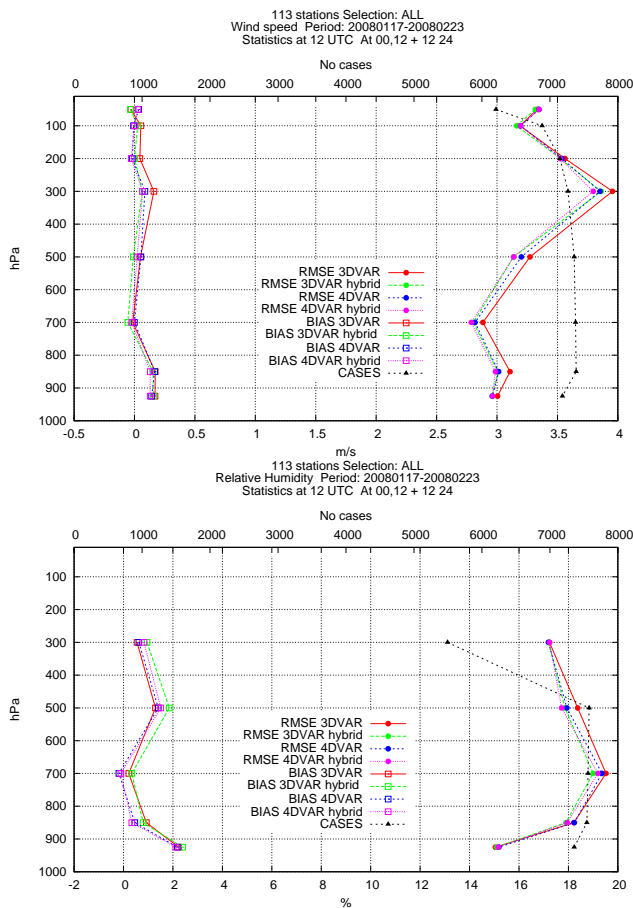 113 stations Selection: ALL
Wind speed Period: 20080117-20080223
Statistics at 12 UTC At 00,12 + 12 24
No cases
0 1000 2000 3000 4000 5000 6000 7000 8000
100
200
300
400
500
600
700
800
900
1000
hPa
RMSE 3DVAR
RMSE 3DVAR hybrid
RMSE 4DVAR
RMSE 4DVAR hybrid
BIAS 3DVAR
BIAS 3DVAR hybrid
BIAS 4DVAR
BIAS 4DVAR hybrid
CASES
-0.5 0 0.5 1 1.5 2 2.5 3 3.5 4
m/s
113 stations Selection: ALL
Relative Humidity Period: 20080117-20080223
Statistics at 12 UTC At 00,12 + 12 24
No cases
0 1000 2000 3000 4000 5000 6000 7000 8000
100
200
300
400
500
600
700
800
900
1000
hPa
RMSE 3DVAR
RMSE 3DVAR hybrid
RMSE 4DVAR
RMSE 4DVAR hybrid
BIAS 3DVAR
BIAS 3DVAR hybrid
BIAS 4DVAR
BIAS 4DVAR hybrid
CASES
-2 0 2 4 6 8 10 12 14 16 18 20
%